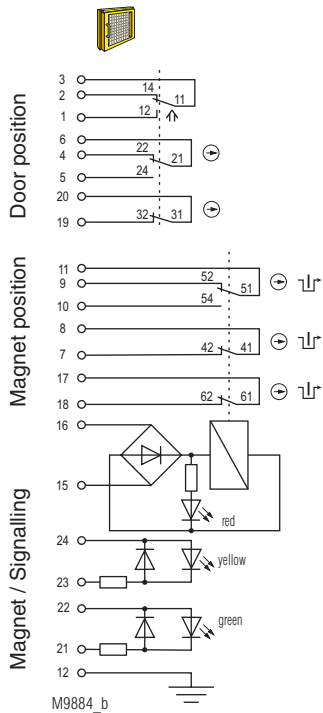 Door position
3
2 14 11
1 12
6
4 22 21
5 24
20
19 32 31
Magnet position
11
9 52 51
10 54
8
7 42 41
17
18 62 61
Magnet / Signalling
16
15
red
24
yellow
23
22
green
21
12
M9884_b